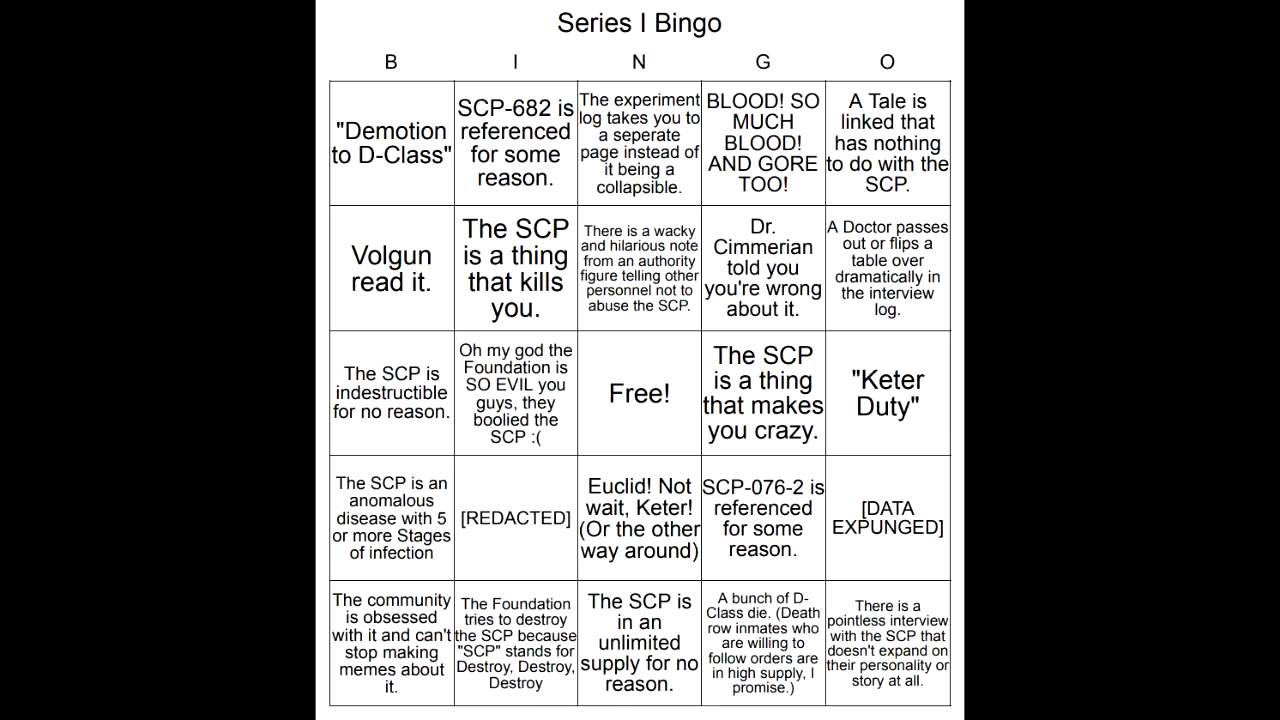 Series I Bingo
B I N G O
"Demotion
to D-Class"
SCP-682 is
referenced
for some
reason.
The experiment
log takes you to
a seperate
page instead of
it being a
collapsible.
BLOOD! SO
MUCH
BLOOD!
AND GORE
TOO!
A Tale is
linked that
has nothing
to do with the
SCP.
Volgun
read it.
The SCP
is a thing
that kills
you.
There is a wacky
and hilarious note
from an authority
figure telling other
personnel not to
abuse the SCP.
Dr.
Cimmerian
told you
you're wrong
about it.
A Doctor passes
out or flips a
table over
dramatically in
the interview
log.
The SCP is
indestructible
for no reason.
Oh my god the
Foundation is
SO EVIL you
guys, they
boolied the
SCP :(
Free!
The SCP
is a thing
that makes
you crazy.
"Keter
Duty"
The SCP is an
anomalous
disease with 5
or more Stages
of infection
[REDACTED]
Euclid! Not
wait, Keter!
(Or the other
way around)
SCP-076-2 is
referenced
for some
reason.
[DATA
EXPUNGED]
The community
is obsessed
with it and can't
stop making
memes about
it.
The Foundation
tries to destroy
the SCP because
"SCP" stands for
Destroy, Destroy,
Destroy
The SCP is
in an
unlimited
supply for no
reason.
A bunch of D-
Class die. (Death
row inmates who
are willing to
follow orders are
in high supply, I
promise.)
There is a
pointless interview
with the SCP that
doesn't expand on
their personality or
story at all.